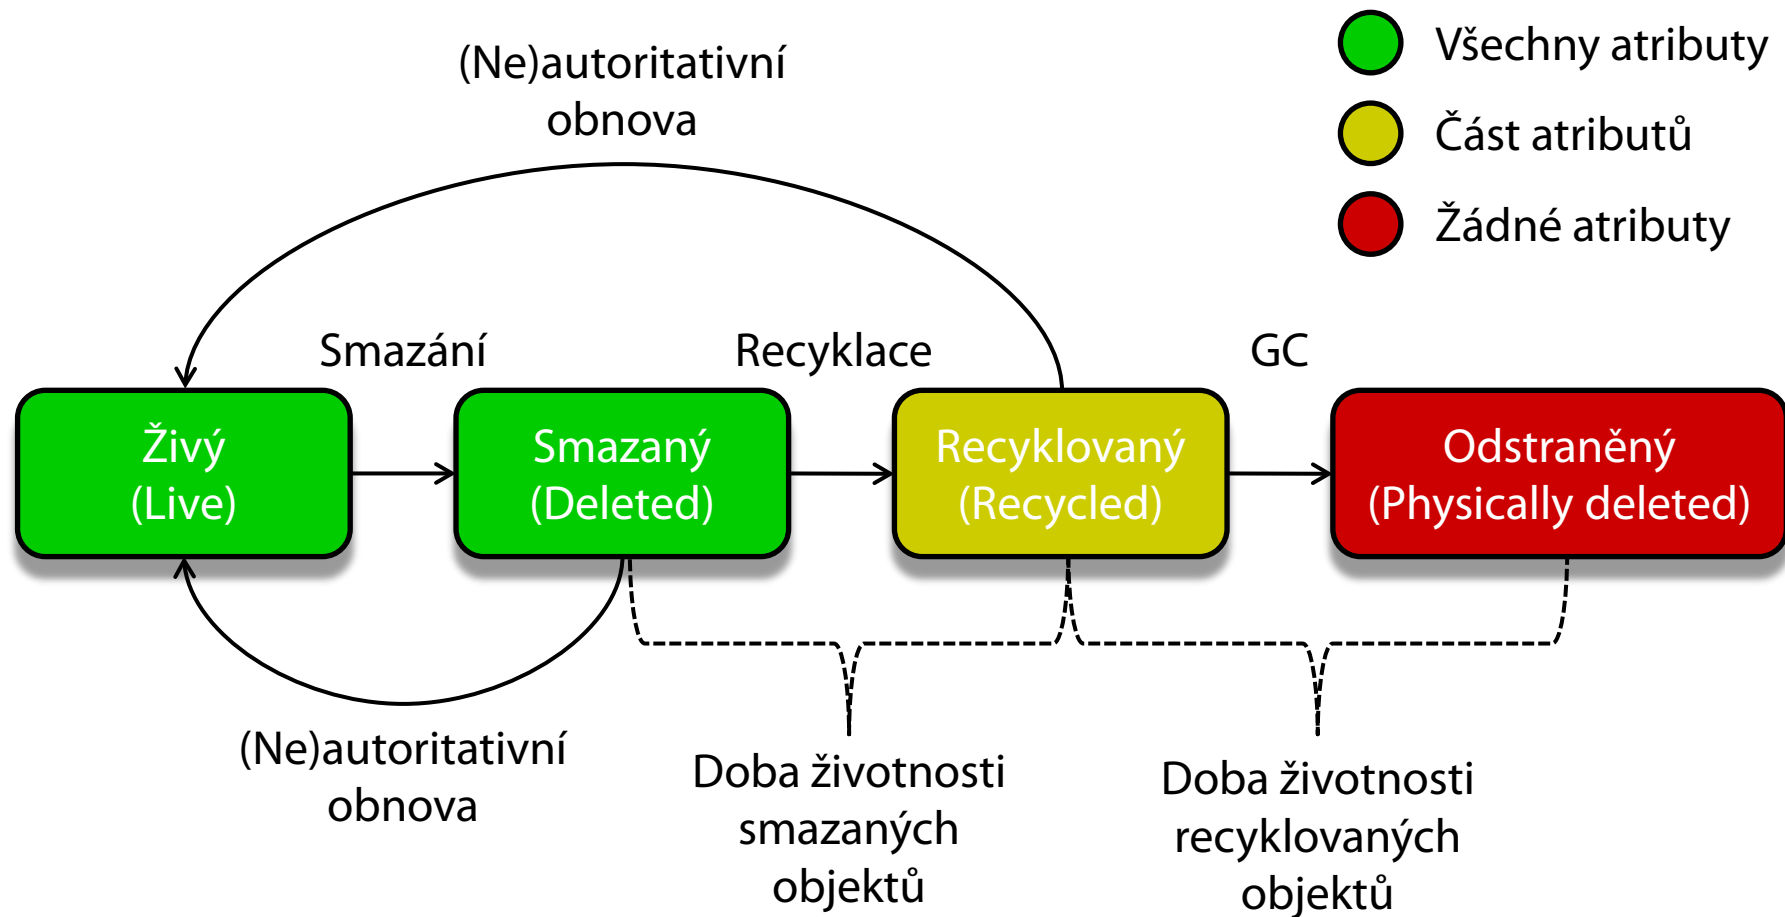 (Ne)autoritativní
obnova
Všechny atributy
Část atributů
Žádné atributy
Smazání
Recyklace
GC
Živý
(Live)
Smazaný
(Deleted)
Recyklovaný
(Recycled)
Odstraněný
(Physically deleted)
(Ne)autoritativní
obnova
Doba životnosti
smazaných
objektů
Doba životnosti
recyklovaných
objektů